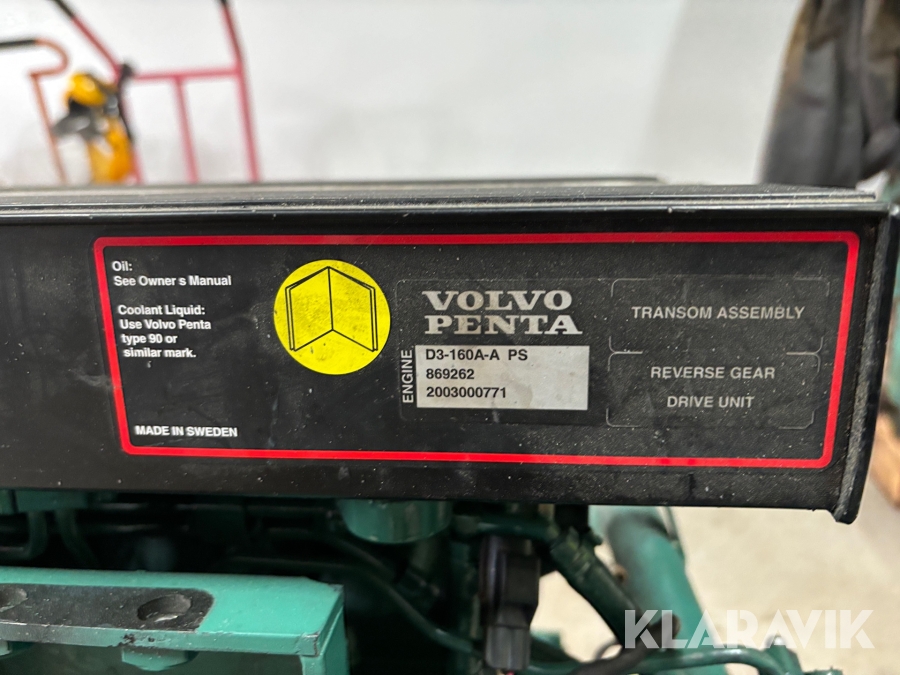 Oil:
See Owner s Manual
Coolant Liquid:
Use Volvo Penta
type 90 or
similar mark.
MADE IN SWEDEN
VOLVO
PENTA
ENGINE
D3-160A-A PS
869262
2003000771
TRANSOM ASSEMBLY
REVERSE GEAR
DRIVE UNIT
KLARAVIK